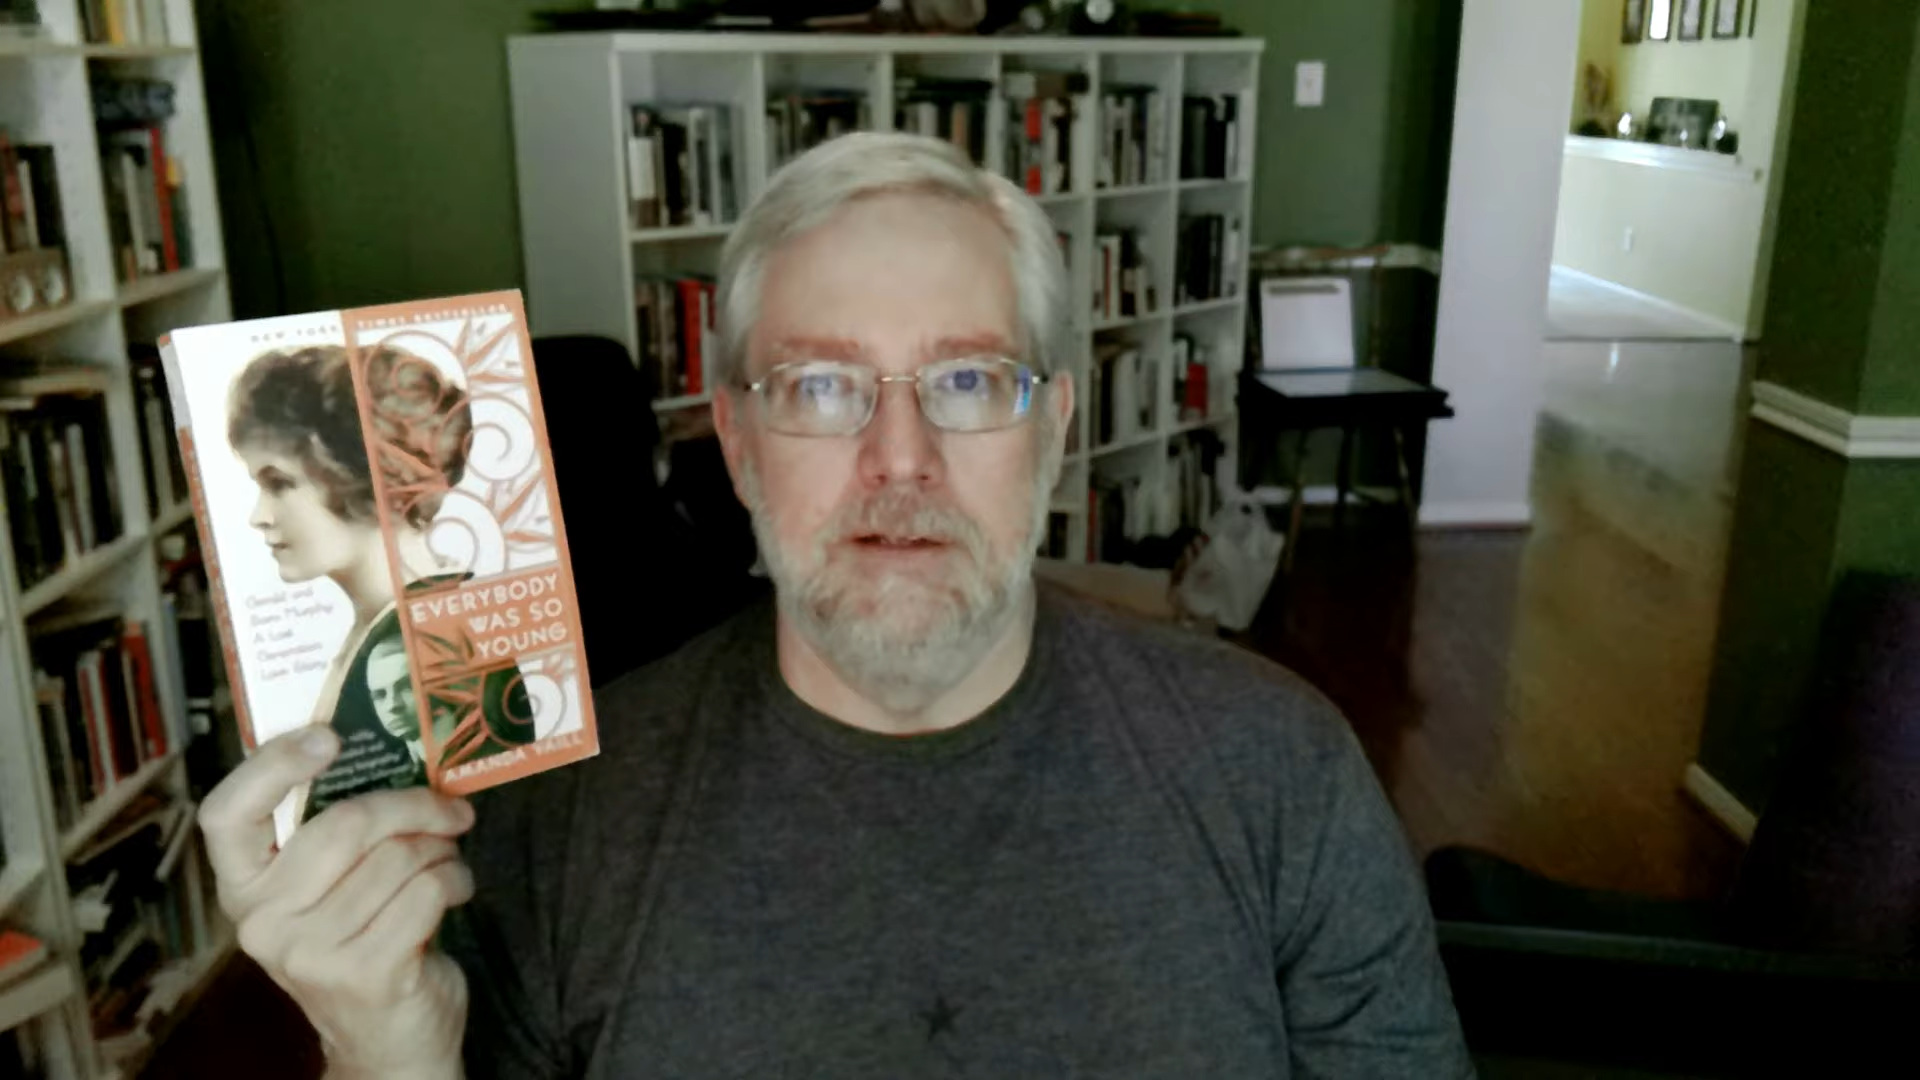 NEW YORK TIMES BESTSELLER
Gerald and
Sara Murphy
A Lost
Generation
Love Story
EVERYBODY
WAS SO
YOUNG
AMANDA VAILL